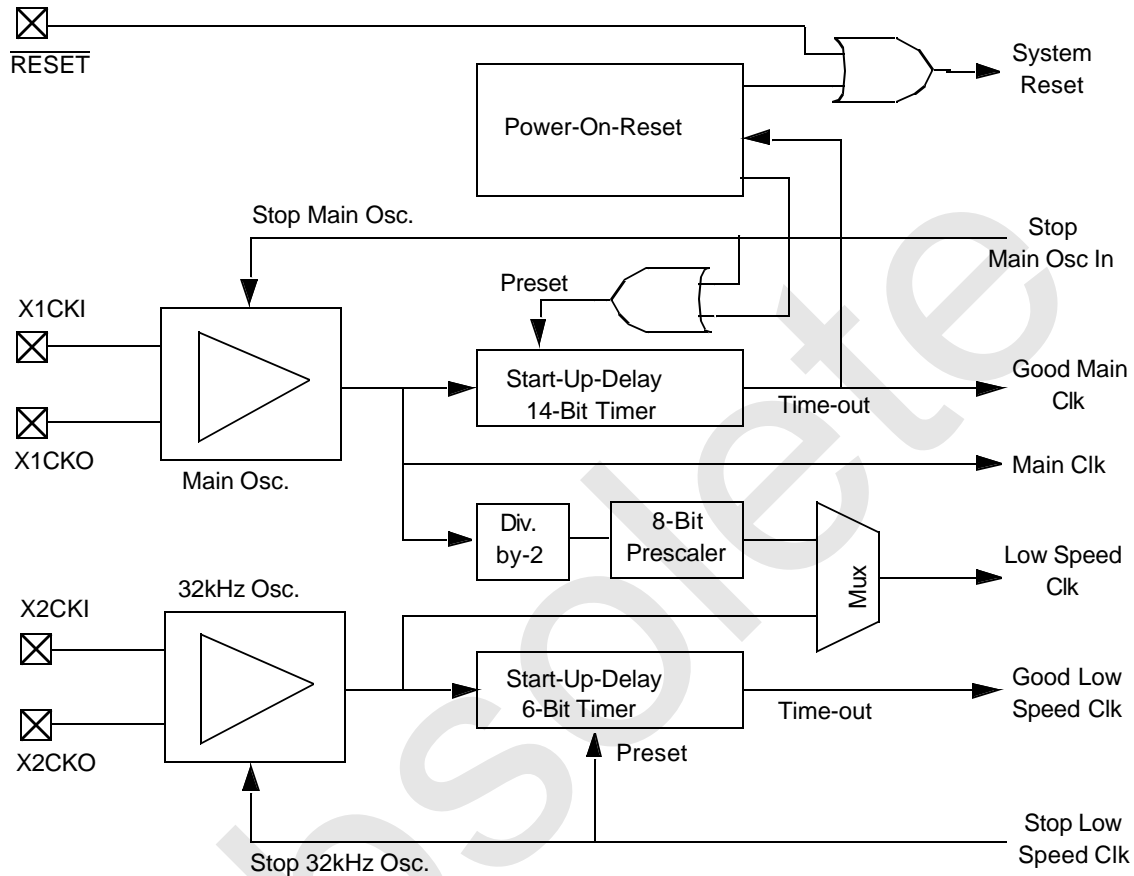 RESET
System
Reset
Power-On-Reset
Stop Main Osc.
Stop
Main Osc In
Preset
X1CKI
Start-Up-Delay
14-Bit Timer
Time-out
Good Main
Clk
X1CKO
Main Osc.
Main Clk
Div.
by-2
8-Bit
Prescaler
Mux
Low Speed
Clk
32kHz Osc.
X2CKI
Start-Up-Delay
6-Bit Timer
Time-out
Good Low
Speed Clk
X2CKO
Preset
Stop 32kHz Osc.
Stop Low
Speed Clk
obsolete